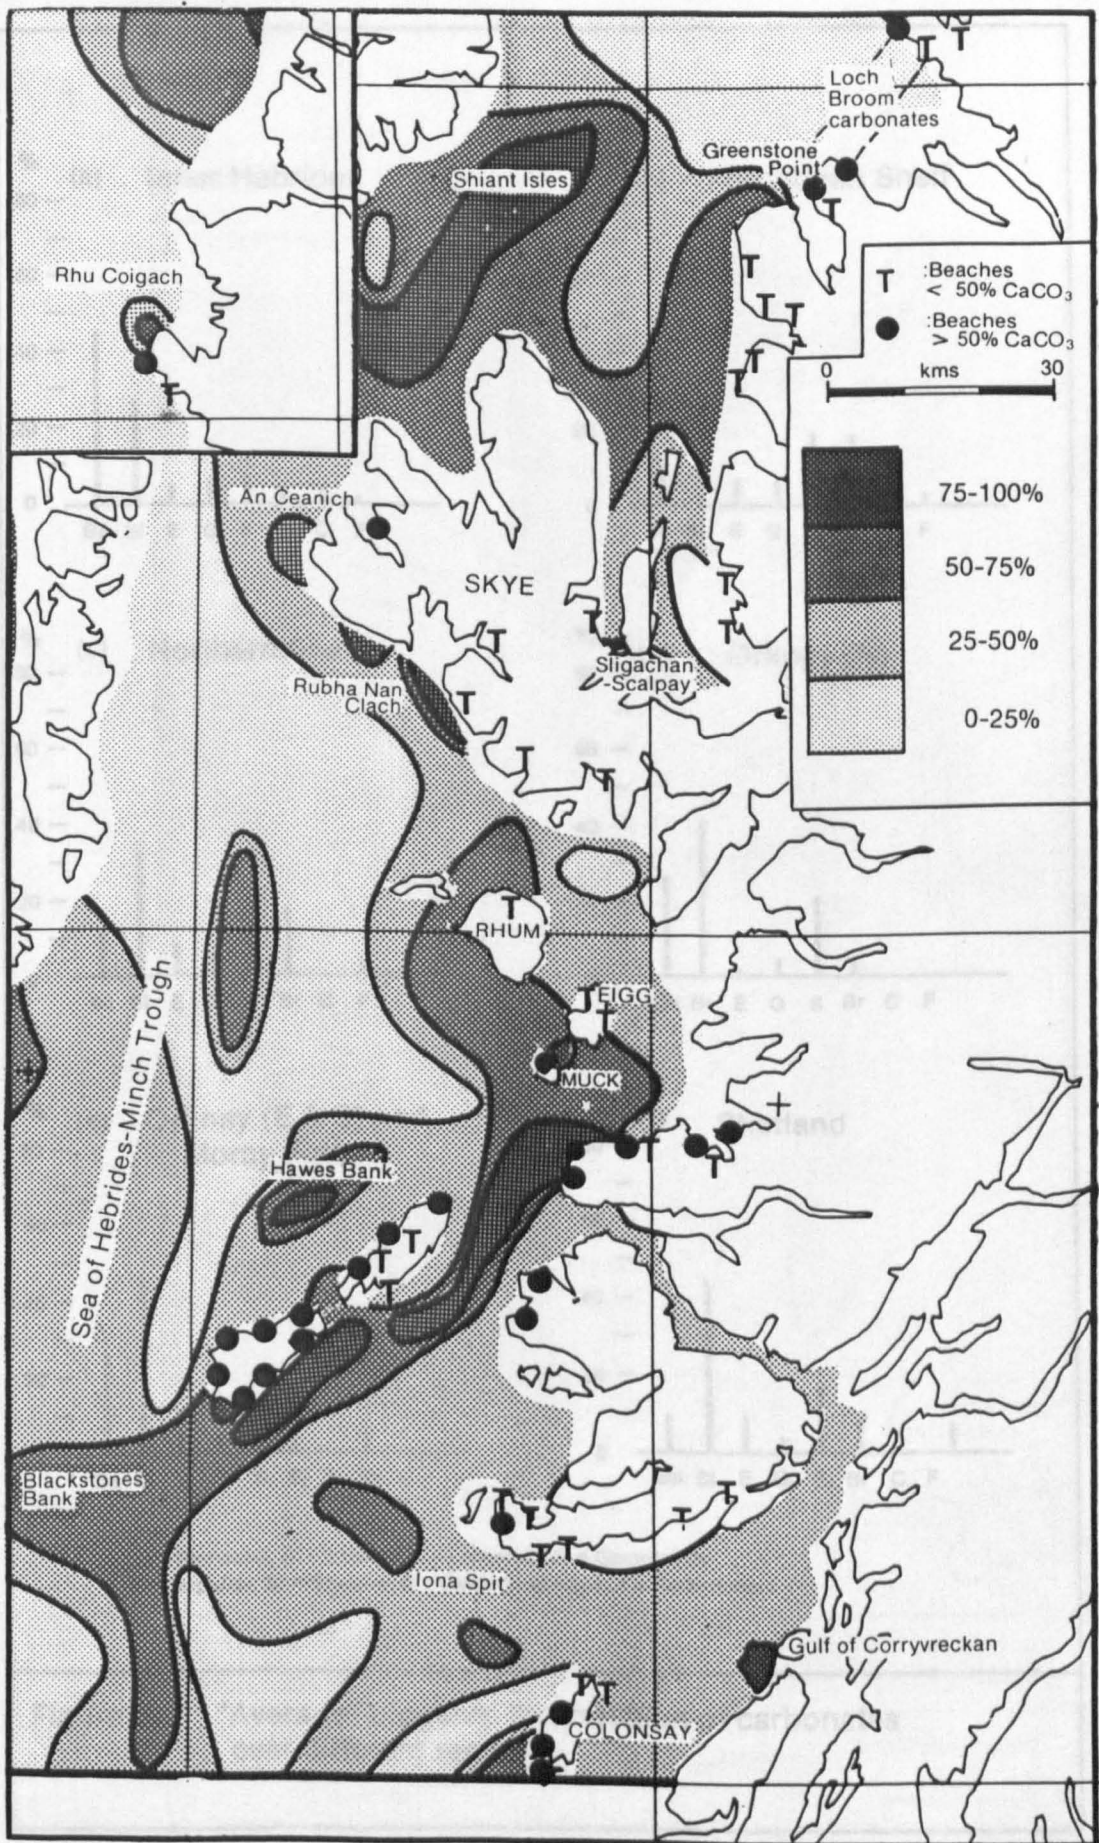 Loch
Broom
carbonates
Greenstone
Point
Shiant Isles
Rhu Coigach
T :Beaches
< 50% CaCO₃
:Beaches
> 50% CaCO₃
0 kms 30
75-100%
50-75%
25-50%
0-25%
An Ceanich
SKYE
Sligachan
-Scalpay
Rubha Nan
Clach
RHUM
EIGG
MUCK
Sea of Hebrides-Minch Trough
Hawes Bank
Blackstones
Bank
Iona Spit
Gulf of Corryvreckan
COLONSAY